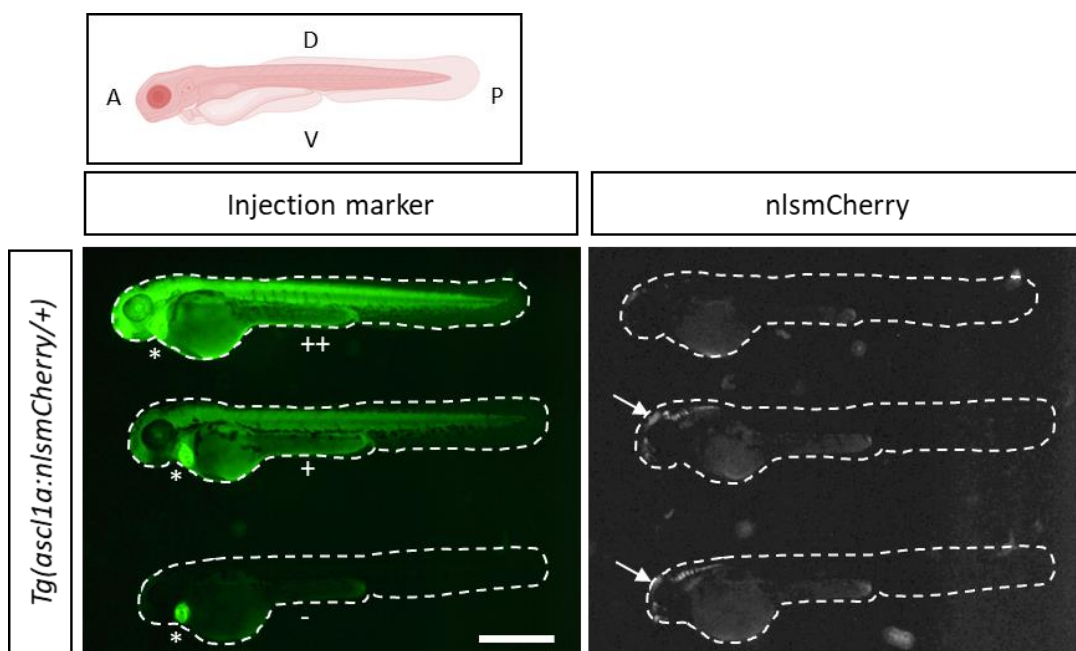 D
A
P
V
Injection marker
nlsmCherry
Tg(ascl1a:nlsmCherry/+)
*
++
*
+
*
-